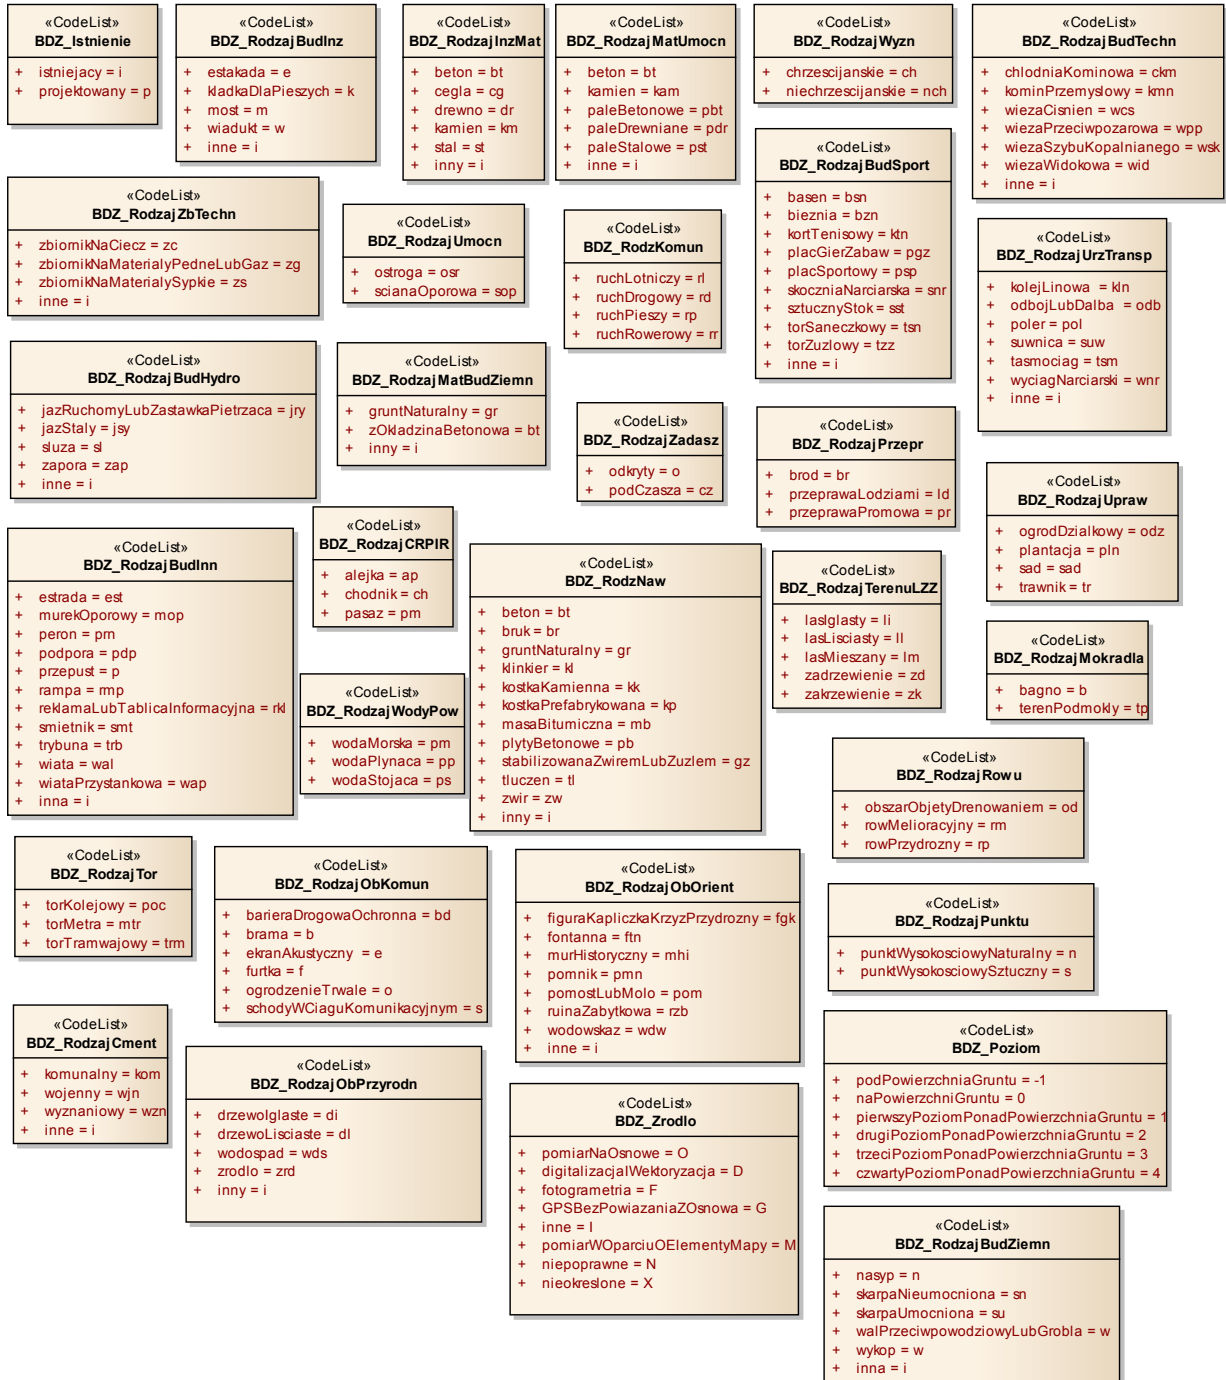 «CodeList»
BDZ_Istnienie
+ istniejacy = i
+ projektowany = p
«CodeList»
BDZ_RodzajBudInz
+ estakada = e
+ kladkaDlaPieszych = k
+ most = m
+ wiadukt = w
+ inne = i
«CodeList»
BDZ_RodzajInzMat
+ beton = bt
+ cegla = cg
+ drewno = dr
+ kamien = km
+ stal = st
+ inny = i
«CodeList»
BDZ_RodzajMatUmocn
+ beton = bt
+ kamien = kam
+ paleBetonowe = pbt
+ paleDrewniane = pdr
+ paleStalowe = pst
+ inne = i
«CodeList»
BDZ_RodzajWyzn
+ chrzescijanskie = ch
+ niechrzescijanskie = nch
«CodeList»
BDZ_RodzajBudTechn
+ chlodniaKominowa = ckm
+ kominPrzemyslowy = kmn
+ wiezaCisnien = wcs
+ wiezaPrzeciwpozarowa = wpp
+ wiezaSzybuKopalnianego = wsk
+ wiezaWidokowa = wid
+ inne = i
«CodeList»
BDZ_RodzajZbTechn
+ zbiornikNaCiecz = zc
+ zbiornikNaMaterialyPedneLubGaz = zg
+ zbiornikNaMaterialySypkie = zs
+ inne = i
«CodeList»
BDZ_RodzajUmocn
+ ostroga = osr
+ scianaOporowa = sop
«CodeList»
BDZ_RodzKomun
+ ruchLotniczy = rl
+ ruchDrogowy = rd
+ ruchPieszy = rp
+ ruchRowerowy = rr
«CodeList»
BDZ_RodzajBudSport
+ basen = bsn
+ bieznia = bzn
+ kortTenisowy = ktn
+ placGierZabaw = pgz
+ placSportowy = psp
+ skoczniaNarciarska = snr
+ sztucznyStok = sst
+ torSaneczkowy = tsn
+ torZuzlowy = tzz
+ inne = i
«CodeList»
BDZ_RodzajUrzTransp
+ kolejLinowa = kln
+ odbojLubDalba = odb
+ poler = pol
+ suwnica = suw
+ tasmociag = tsm
+ wyciagNarciarski = wnr
+ inne = i
«CodeList»
BDZ_RodzajBudHydro
+ jazRuchomyLubZastawkaPietrzaca = jry
+ jazStaly = jsy
+ sluza = sl
+ zapora = zap
+ inne = i
«CodeList»
BDZ_RodzajMatBudZiemn
+ gruntNaturalny = gr
+ zOkladzinaBetonowa = bt
+ inny = i
«CodeList»
BDZ_RodzajZadasz
+ odkryty = o
+ podCzasza = cz
«CodeList»
BDZ_RodzajPrzepr
+ brod = br
+ przeprawaLodziami = ld
+ przeprawaPromowa = pr
«CodeList»
BDZ_RodzajUpraw
+ ogrodDzialkowy = odz
+ plantacja = pln
+ sad = sad
+ trawnik = tr
«CodeList»
BDZ_RodzajBudInn
+ estrada = est
+ murekOporowy = mop
+ peron = prn
+ podpora = pdp
+ przepust = p
+ rampa = rmp
+ reklamaLubTablicaInformacyjna = rkl
+ smietnik = smt
+ trybuna = trb
+ wiata = wal
+ wiataPrzystankowa = wap
+ inna = i
«CodeList»
BDZ_RodzajCRPIR
+ alejka = ap
+ chodnik = ch
+ pasaz = pm
«CodeList»
BDZ_RodzajWodyPow
+ wodaMorska = pm
+ wodaPlynaca = pp
+ wodaStojaca = ps
«CodeList»
BDZ_RodzNaw
+ beton = bt
+ bruk = br
+ gruntNaturalny = gr
+ klinkier = kl
+ kostkaKamienna = kk
+ kostkaPrefabrykowana = kp
+ masaBitumiczna = mb
+ plytyBetonowe = pb
+ stabilizowanaZwiremLubZuzlem = gz
+ tluczen = tl
+ zwir = zw
+ inny = i
«CodeList»
BDZ_RodzajTerenuLZZ
+ lasIglasty = li
+ lasLisciasty = ll
+ lasMieszany = lm
+ zadrzewienie = zd
+ zakrzewienie = zk
«CodeList»
BDZ_RodzajMokradla
+ bagno = b
+ terenPodmokly = tp
«CodeList»
BDZ_RodzajRowu
+ obszarObjetyDrenowaniem = od
+ rowMelioracyjny = rm
+ rowPrzydrozny = rp
«CodeList»
BDZ_RodzajTor
+ torKolejowy = poc
+ torMetra = mtr
+ torTramwajowy = trm
«CodeList»
BDZ_RodzajObKomun
+ barieraDrogowaOchronna = bd
+ brama = b
+ ekranAkustyczny = e
+ furtka = f
+ ogrodzenieTrwale = o
+ schodyWCiaguKomunikacyjnym = s
«CodeList»
BDZ_RodzajObOrient
+ figuraKapliczkaKrzyzPrzydrozny = fgk
+ fontanna = ftn
+ murHistoryczny = mhi
+ pomnik = pmn
+ pomostLubMolo = pom
+ ruinaZabytkowa = rzb
+ wodowskaz = wdw
+ inne = i
«CodeList»
BDZ_RodzajPunktu
+ punktWysokosciowyNaturalny = n
+ punktWysokosciowySztuczny = s
«CodeList»
BDZ_RodzajCment
+ komunalny = kom
+ wojenny = wjn
+ wyznaniowy = wzn
+ inne = i
«CodeList»
BDZ_RodzajObPrzyrodn
+ drzewoIglaste = di
+ drzewoLisciaste = dl
+ wodospad = wds
+ zrodlo = zrd
+ inny = i
«CodeList»
BDZ_Zrodlo
+ pomiarNaOsnowe = O
+ digitalizacjaIWektoryzacja = D
+ fotogrametria = F
+ GPSBezPowiazaniaZOsnowa = G
+ inne = I
+ pomiarWOparciuOElementyMapy = M
+ niepoprawne = N
+ nieokreslone = X
«CodeList»
BDZ_Poziom
+ podPowierzchniaGruntu = -1
+ naPowierzchniGruntu = 0
+ pierwszyPoziomPonadPowierzchniaGruntu = 1
+ drugiPoziomPonadPowierzchniaGruntu = 2
+ trzeciPoziomPonadPowierzchniaGruntu = 3
+ czwartyPoziomPonadPowierzchniaGruntu = 4
«CodeList»
BDZ_RodzajBudZiemn
+ nasyp = n
+ skarpaNieumocniona = sn
+ skarpaUmocniona = su
+ walPrzeciwpowodziowyLubGrobla = w
+ wykop = w
+ inna = i